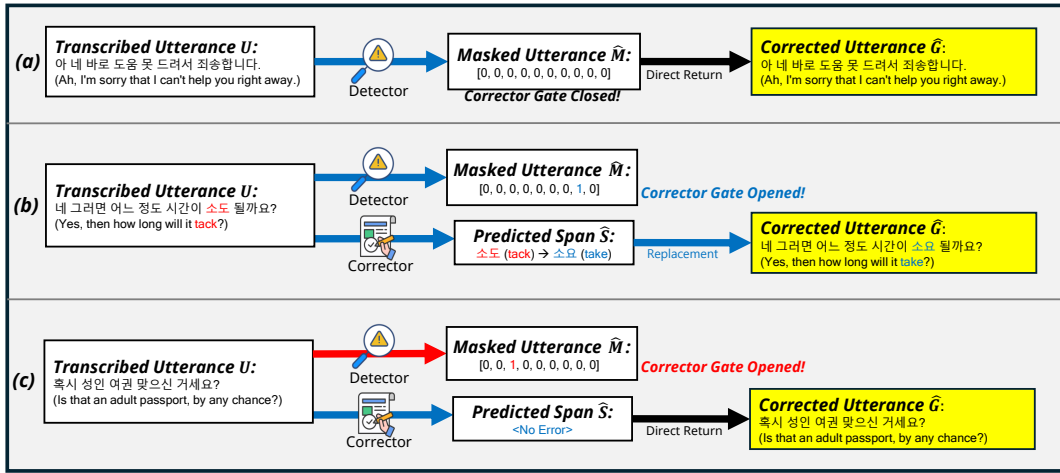 (a)
Transcribed Utterance U:
아 네 바로 도움 못 드려서 죄송합니다.
(Ah, I'm sorry that I can't help you right away.)
Detector
Masked Utterance M̂:
[0, 0, 0, 0, 0, 0, 0, 0, 0, 0]
Corrector Gate Closed!
Direct Return
Corrected Utterance Ĝ:
아 네 바로 도움 못 드려서 죄송합니다.
(Ah, I'm sorry that I can't help you right away.)
(b)
Transcribed Utterance U:
네 그러면 어느 정도 시간이 소도 될까요?
(Yes, then how long will it tack?)
Detector
Masked Utterance M̂:
[0, 0, 0, 0, 0, 0, 0, 1, 0]
Corrector Gate Opened!
Corrector
Predicted Span Ŝ:
소도 (tack) → 소요 (take)
Replacement
Corrected Utterance Ĝ:
네 그러면 어느 정도 시간이 소요 될까요?
(Yes, then how long will it take?)
(c)
Transcribed Utterance U:
혹시 성인 여권 맞으신 거세요?
(Is that an adult passport, by any chance?)
Detector
Masked Utterance M̂:
[0, 0, 1, 0, 0, 0, 0, 0, 0]
Corrector Gate Opened!
Corrector
Predicted Span Ŝ:
<No Error>
Direct Return
Corrected Utterance Ĝ:
혹시 성인 여권 맞으신 거세요?
(Is that an adult passport, by any chance?)